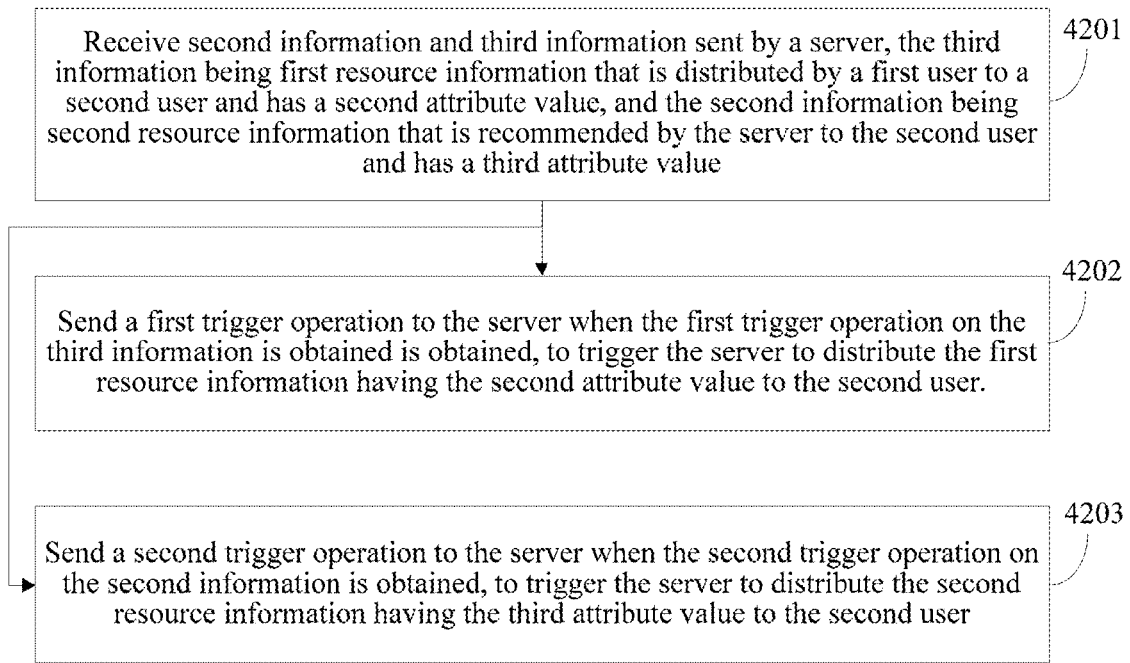 4201
Receive second information and third information sent by a server, the third
information being first resource information that is distributed by a first user to a
second user and has a second attribute value, and the second information being
second resource information that is recommended by the server to the second user
and has a third attribute value
4202
Send a first trigger operation to the server when the first trigger operation on the
third information is obtained is obtained, to trigger the server to distribute the first
resource information having the second attribute value to the second user.
4203
Send a second trigger operation to the server when the second trigger operation on
the second information is obtained, to trigger the server to distribute the second
resource information having the third attribute value to the second user